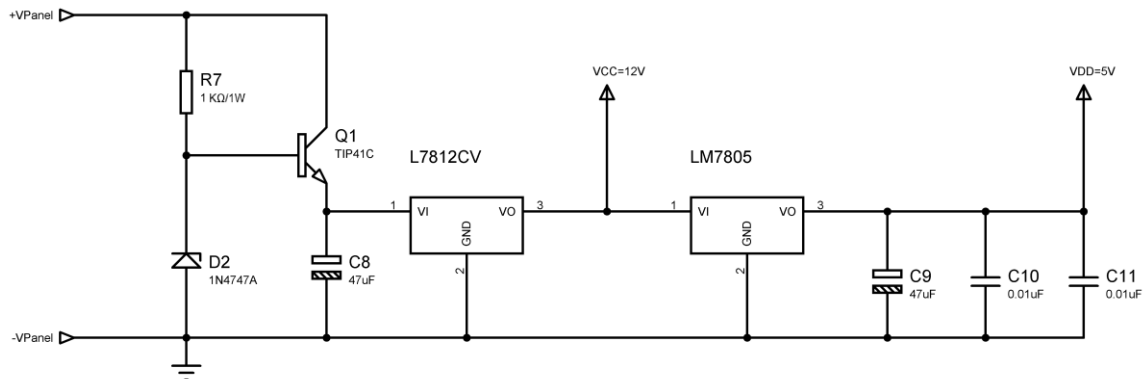 +VPanel
R7
1 KΩ/1W
Q1
TIP41C
D2
1N4747A
C8
47uF
L7812CV
1
VI
VO
3
GND
2
VCC=12V
LM7805
1
VI
VO
3
GND
2
VDD=5V
C9
47uF
C10
0.01uF
C11
0.01uF
-VPanel